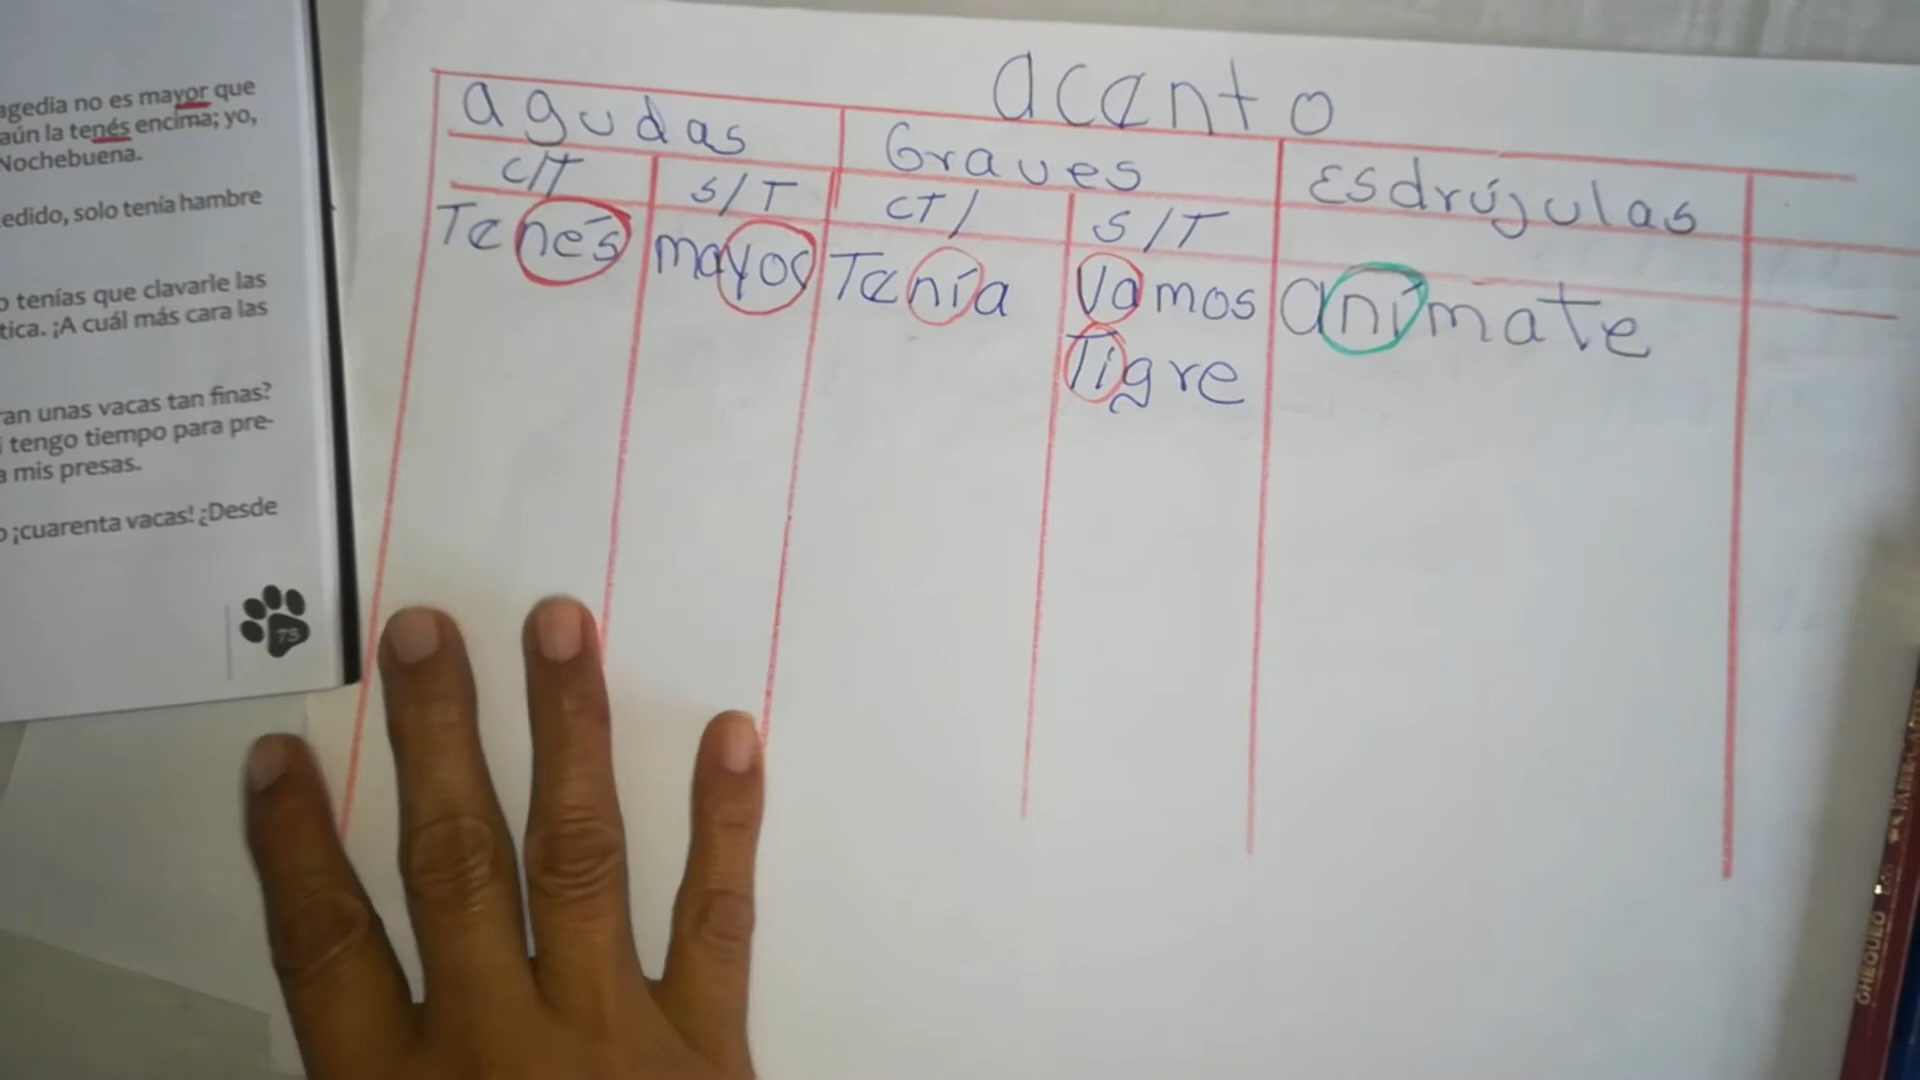 agedia no es mayor que
aún la tenés encima; yo,
Nochebuena.
edido, solo tenía hambre
o tenías que clavarle las
tica. ¡A cuál más cara las
ran unas vacas tan finas?
i tengo tiempo para pre-
a mis presas.
o ¡cuarenta vacas! ¿Desde
73
acento
agudas Graves Esdrújulas
C/T S/T CT/ S/T
Tenés mayor Tenía Vamos anímate
Tigre